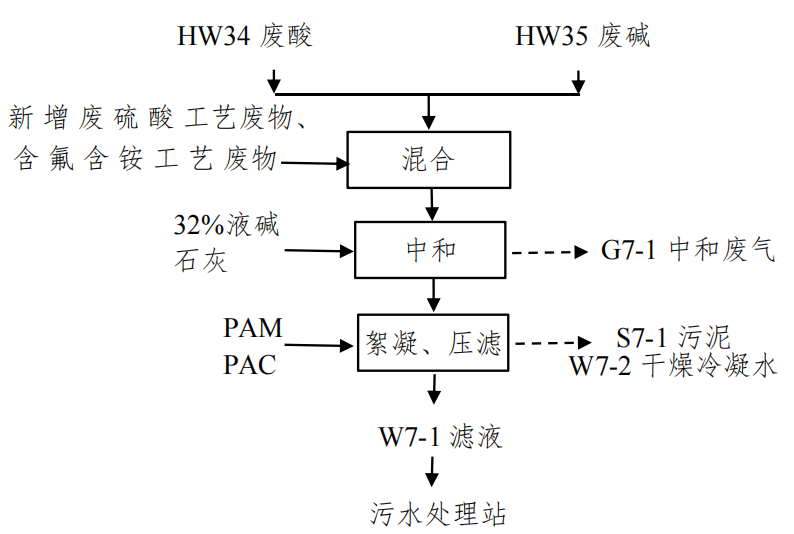 HW34 废酸
HW35 废碱
新增废硫酸工艺废物、
含氟含铵工艺废物
混合
32%液碱
石灰
中和
G7-1 中和废气
PAM
PAC
絮凝、压滤
S7-1 污泥
W7-2 干燥冷凝水
W7-1 滤液
污水处理站